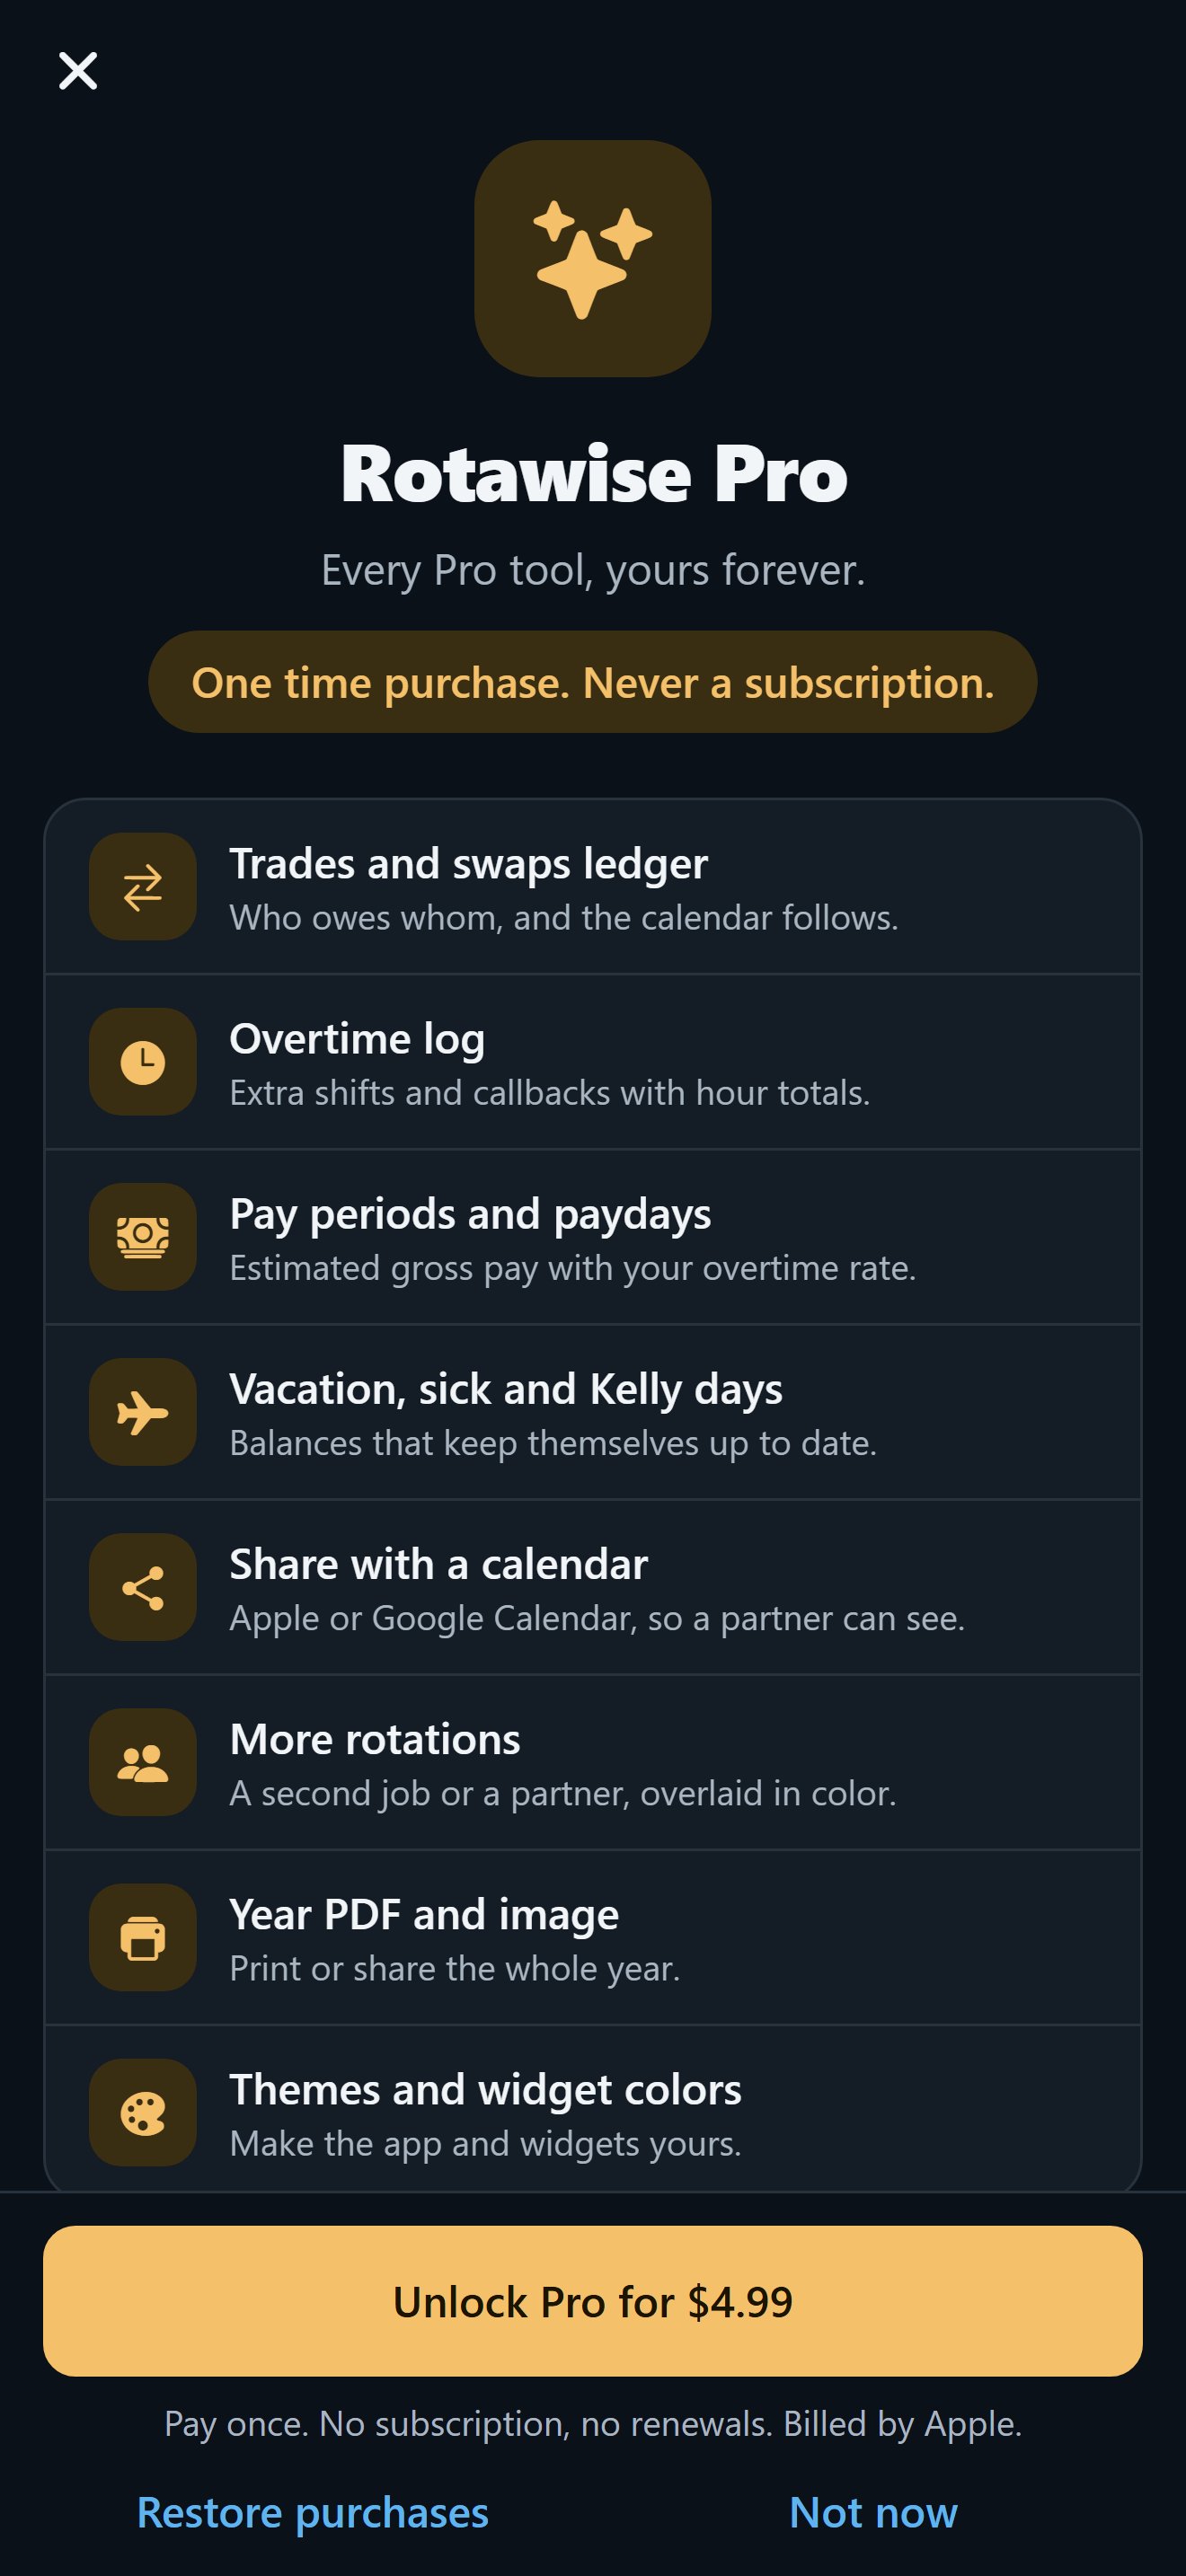 Rotawise Pro
Every Pro tool, yours forever.
One time purchase. Never a subscription.
Trades and swaps ledger
Who owes whom, and the calendar follows.
Overtime log
Extra shifts and callbacks with hour totals.
Pay periods and paydays
Estimated gross pay with your overtime rate.
Vacation, sick and Kelly days
Balances that keep themselves up to date.
Share with a calendar
Apple or Google Calendar, so a partner can see.
More rotations
A second job or a partner, overlaid in color.
Year PDF and image
Print or share the whole year.
Themes and widget colors
Make the app and widgets yours.
Unlock Pro for $4.99
Pay once. No subscription, no renewals. Billed by Apple.
Restore purchases
Not now